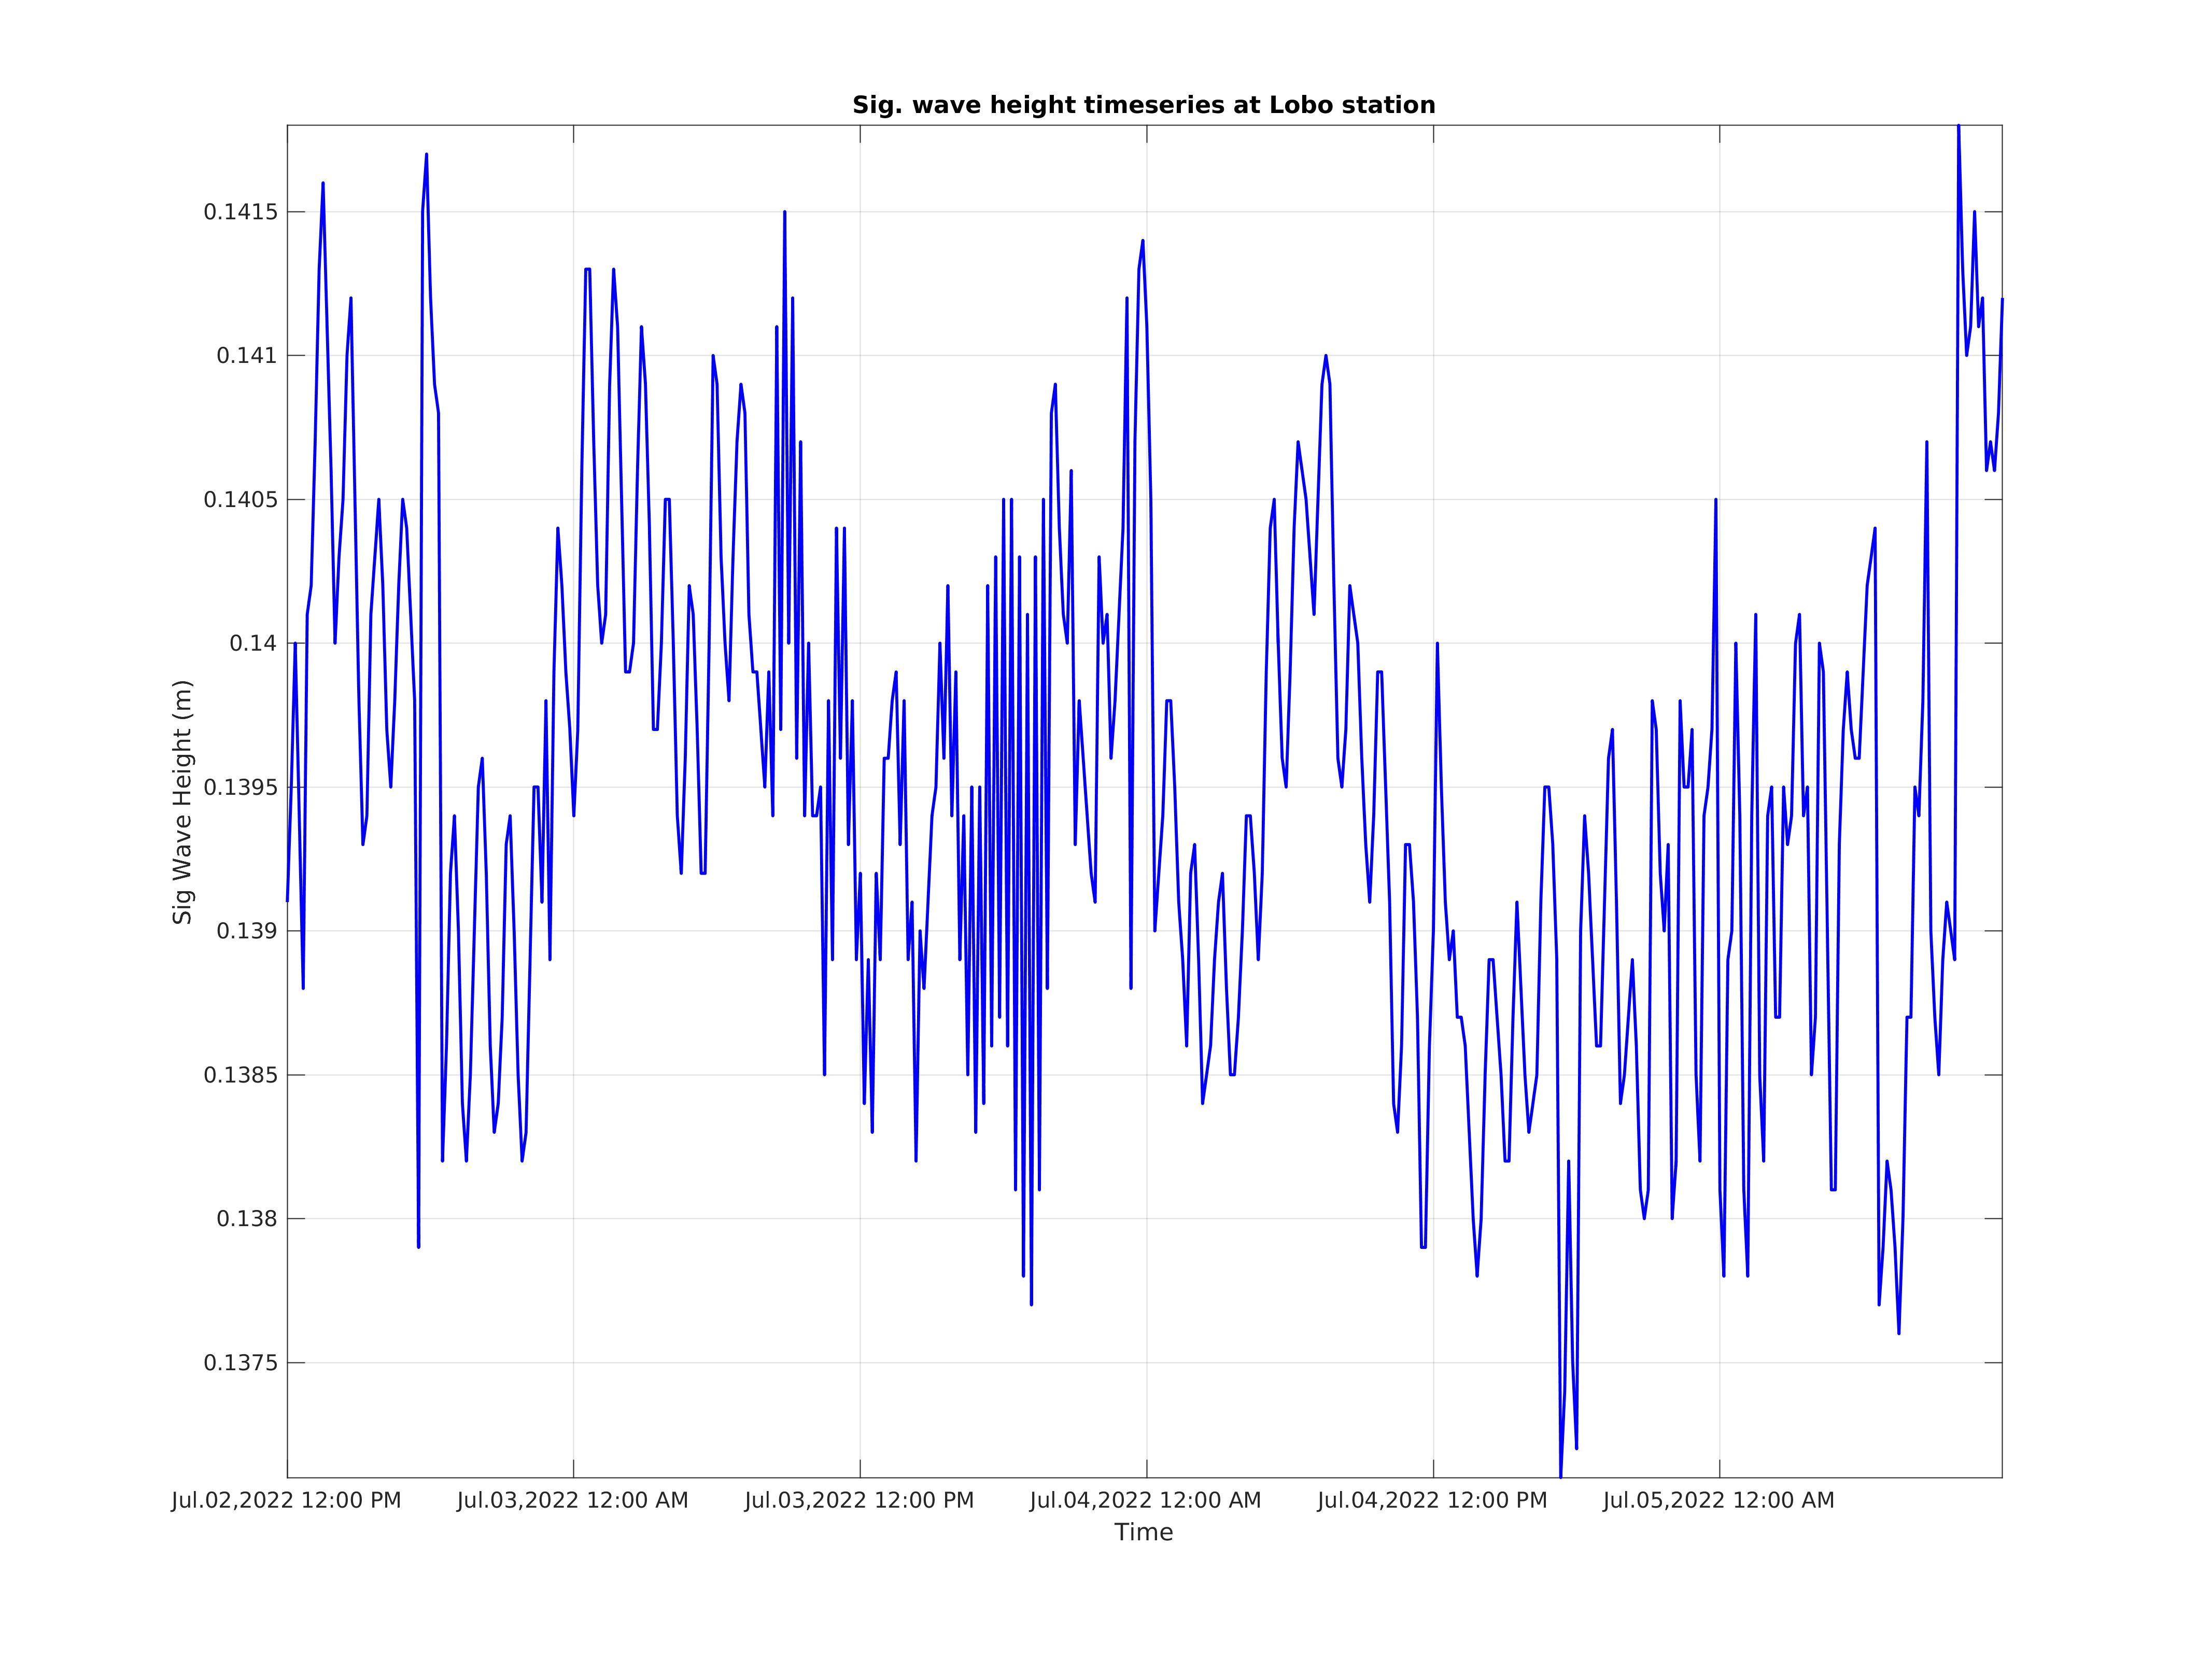 Sig. wave height timeseries at Lobo station
0.1415
0.141
0.1405
0.14
0.1395
0.139
0.1385
0.138
0.1375
Sig Wave Height (m)
Jul.02,2022 12:00 PM Jul.03,2022 12:00 AM Jul.03,2022 12:00 PM Jul.04,2022 12:00 AM Jul.04,2022 12:00 PM Jul.05,2022 12:00 AM
Time